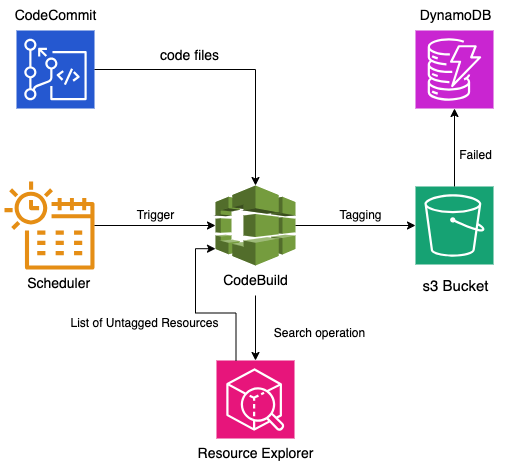 CodeCommit
DynamoDB
code files
Failed
Trigger
Tagging
Scheduler
CodeBuild
s3 Bucket
List of Untagged Resources
Search operation
Resource Explorer